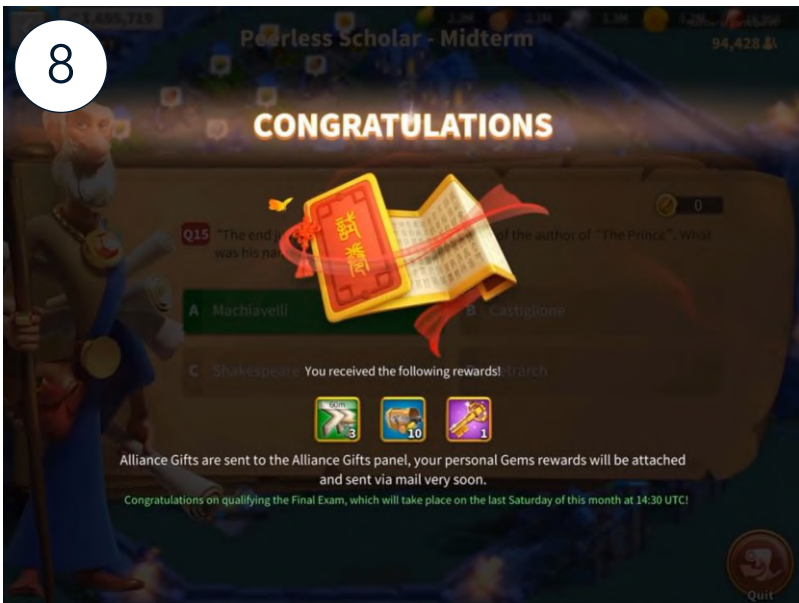 8
Peerless Scholar - Midterm
94,428
CONGRATULATIONS
0
Q15 "The end of the author of "The Prince". What
was his
A Machiavelli
B Castiglione
C Shakespeare
You received the following rewards!
3
10
1
Alliance Gifts are sent to the Alliance Gifts panel, your personal Gems rewards will be attached
and sent via mail very soon.
Congratulations on qualifying the Final Exam, which will take place on the last Saturday of this month at 14:30 UTC!
Quit